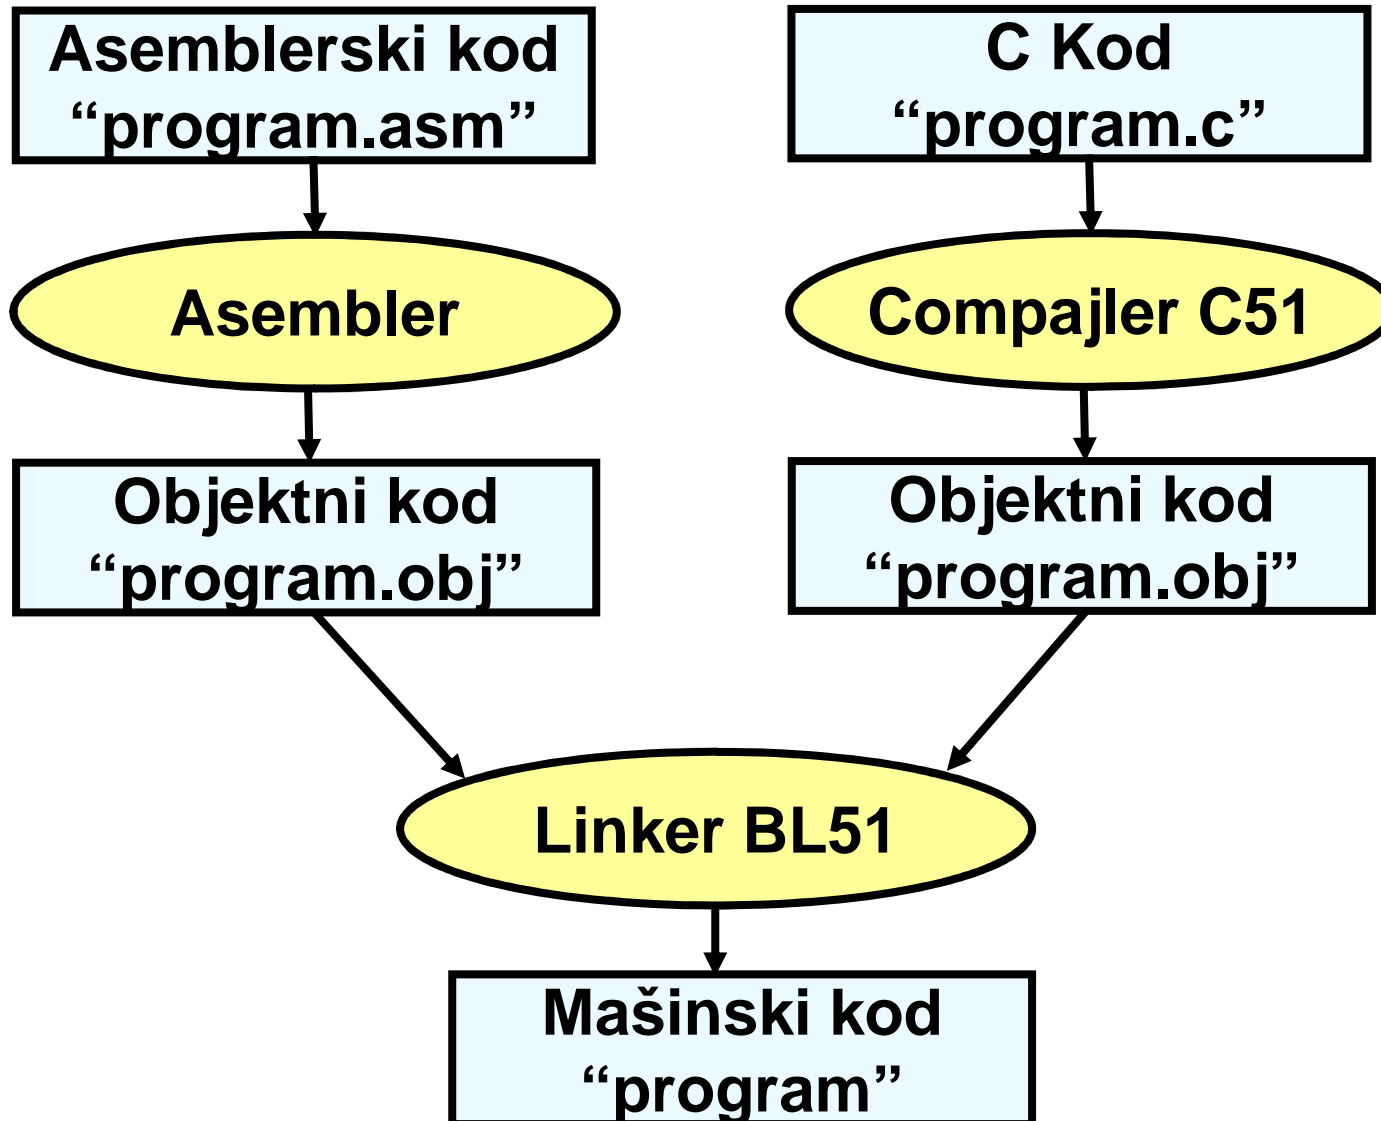 Asemblerski kod
“program.asm”
C Kod
“program.c”
Asembler
Compajler C51
Objektni kod
“program.obj”
Objektni kod
“program.obj”
Linker BL51
Mašinski kod
“program”